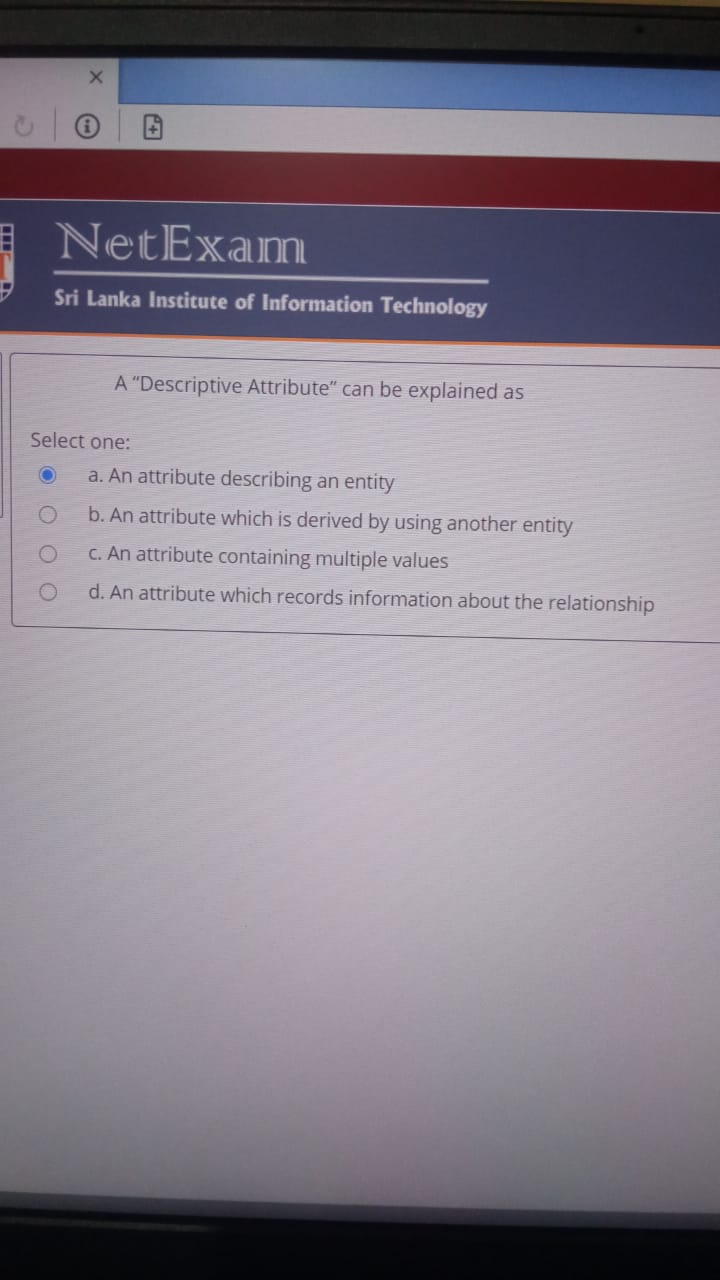 NetExam
Sri Lanka Institute of Information Technology
A “Descriptive Attribute” can be explained as
Select one:
a. An attribute describing an entity
b. An attribute which is derived by using another entity
c. An attribute containing multiple values
d. An attribute which records information about the relationship